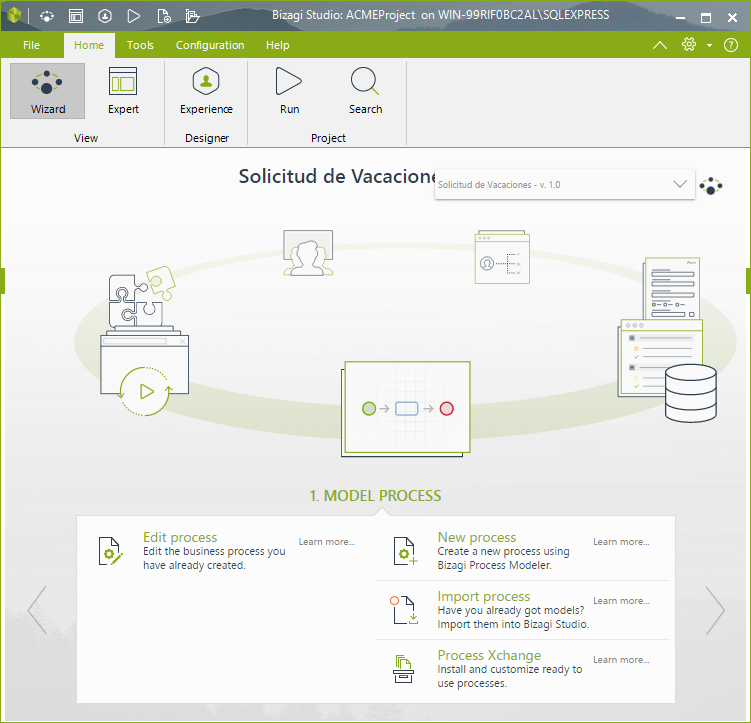 Bizagi Studio: ACMEProject on WIN-99RIF0BC2AL\SQLEXPRESS
File Home Tools Configuration Help
Wizard Expert Experience Run Search
View Designer Project
Solicitud de Vacacione
Solicitud de Vacaciones - v. 1.0
1. MODEL PROCESS
Edit process
Learn more...
Edit the business process you
have already created.
New process
Learn more...
Create a new process using
Bizagi Process Modeler.
Import process
Learn more...
Have you already got models?
Import them into Bizagi Studio.
Process Xchange
Learn more...
Install and customize ready to
use processes.